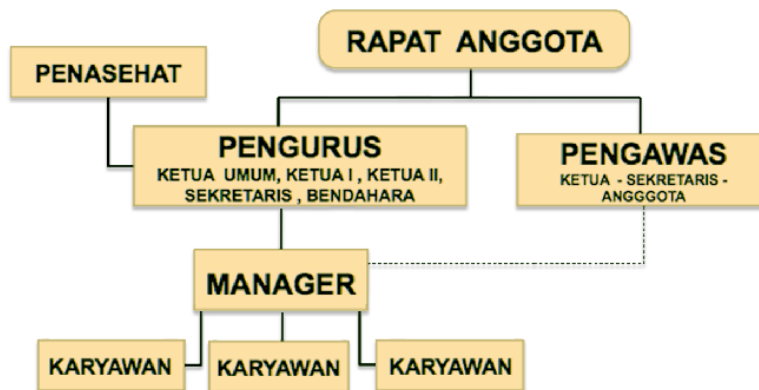 RAPAT ANGGOTA
PENASEHAT
PENGURUS
KETUA UMUM, KETUA I , KETUA II,
SEKRETARIS , BENDAHARA
PENGAWAS
KETUA - SEKRETARIS -
ANGGGOTA
MANAGER
KARYAWAN
KARYAWAN
KARYAWAN